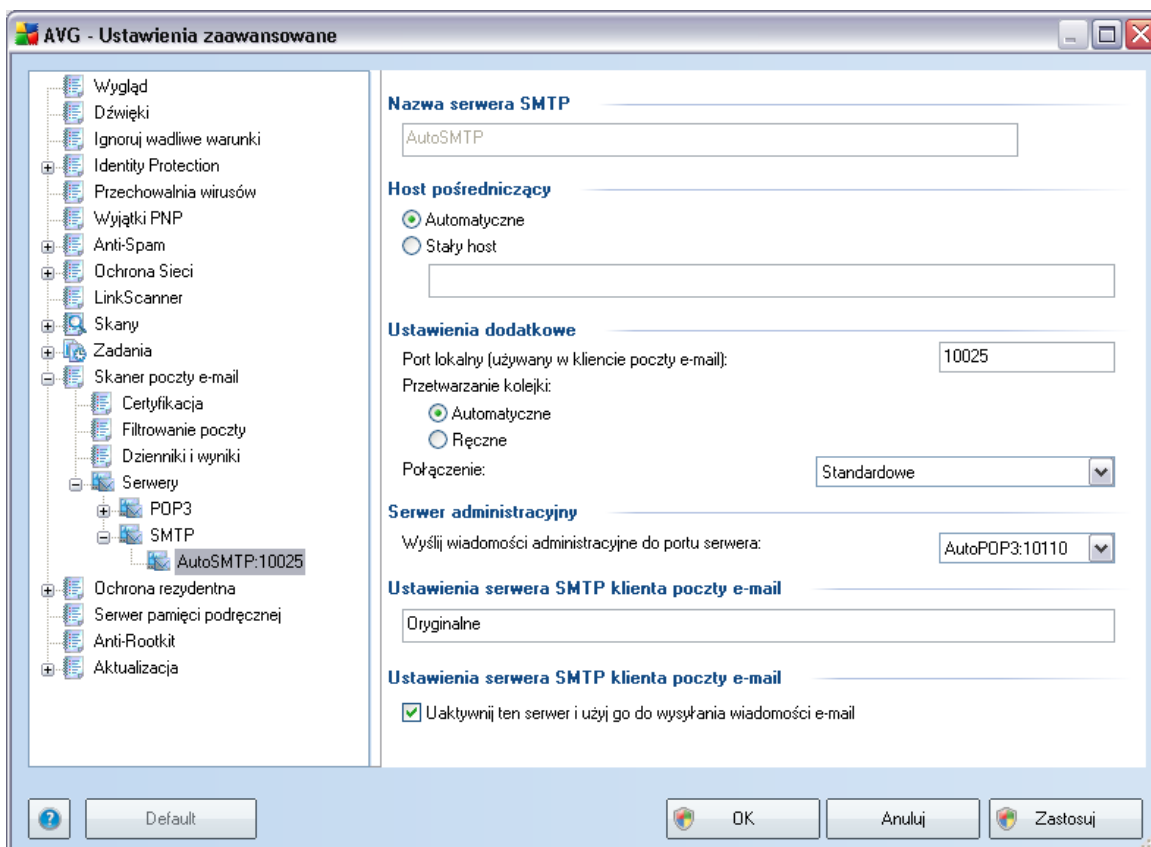 AVG - Ustawienia zaawansowane
Wygląd
Dźwięki
Ignoruj wadliwe warunki
Identity Protection
Przechowalnia wirusów
Wyjątki PNP
Anti-Spam
Ochrona Sieci
LinkScanner
Skany
Zadania
Skaner poczty e-mail
Certyfikacja
Filtrowanie poczty
Dzienniki i wyniki
Serwery
POP3
SMTP
AutoSMTP:10025
Ochrona rezydentna
Serwer pamięci podręcznej
Anti-Rootkit
Aktualizacja
Nazwa serwera SMTP
AutoSMTP
Host pośredniczący
Automatyczne
Stały host
Ustawienia dodatkowe
Port lokalny (używany w kliencie poczty e-mail): 10025
Przetwarzanie kolejki:
Automatyczne
Ręczne
Połączenie: Standardowe
Serwer administracyjny
Wyślij wiadomości administracyjne do portu serwera: AutoPOP3:10110
Ustawienia serwera SMTP klienta poczty e-mail
Oryginalne
Ustawienia serwera SMTP klienta poczty e-mail
Uaktywnij ten serwer i użyj go do wysyłania wiadomości e-mail
? Default OK Anuluj Zastosuj